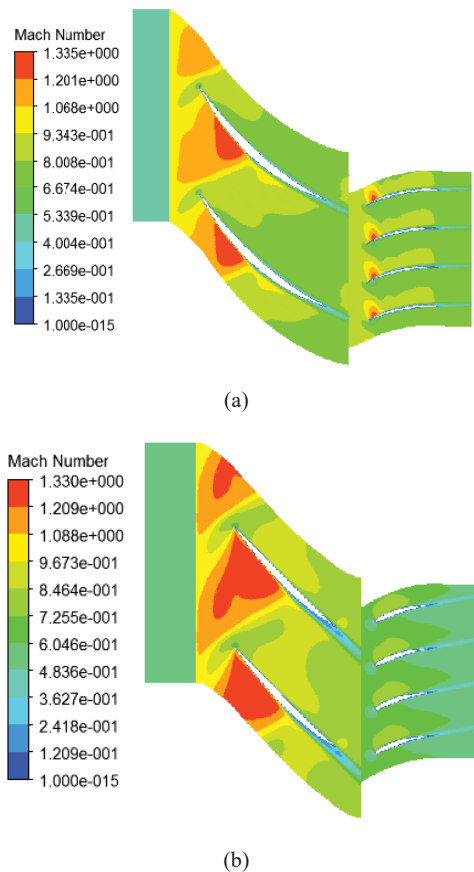 Mach Number
1.335e+000
1.201e+000
1.068e+000
9.343e-001
8.008e-001
6.674e-001
5.339e-001
4.004e-001
2.669e-001
1.335e-001
1.000e-015
(a)
Mach Number
1.330e+000
1.209e+000
1.088e+000
9.673e-001
8.464e-001
7.255e-001
6.046e-001
4.836e-001
3.627e-001
2.418e-001
1.209e-001
1.000e-015
(b)